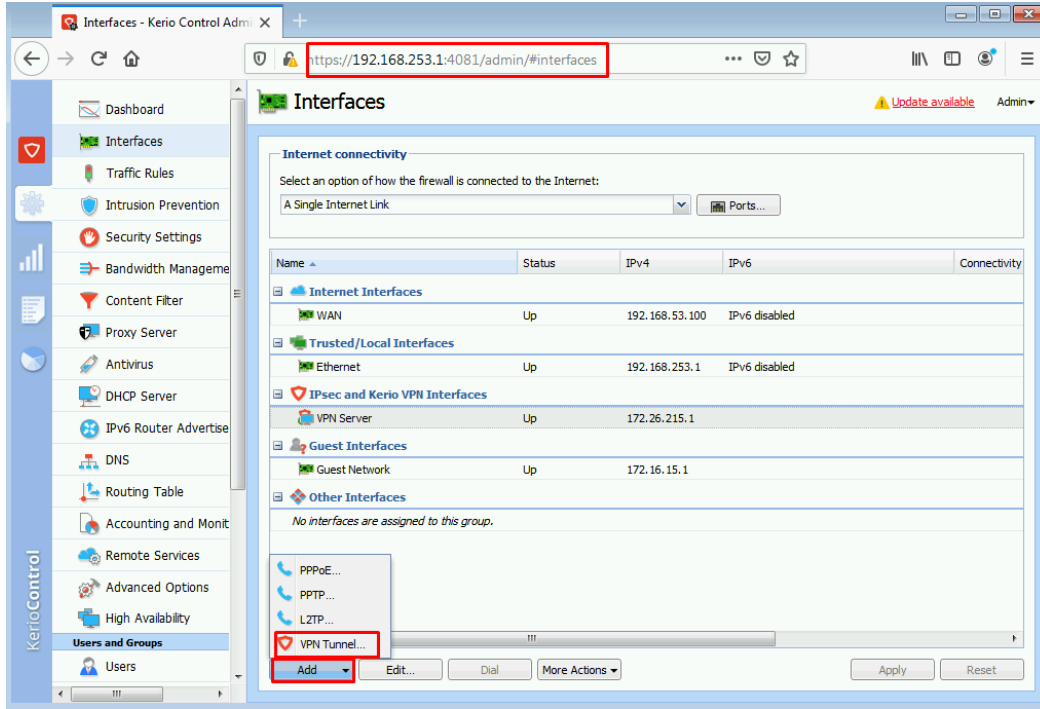 Interfaces - Kerio Control Admi
https://192.168.253.1:4081/admin/#interfaces
Interfaces
Update available
Admin
Dashboard
Interfaces
Traffic Rules
Intrusion Prevention
Security Settings
Bandwidth Manageme
Content Filter
Proxy Server
Antivirus
DHCP Server
IPv6 Router Advertise
DNS
Routing Table
Accounting and Monit
Remote Services
Advanced Options
High Availability
Users and Groups
Users
KerioControl
Internet connectivity
Select an option of how the firewall is connected to the Internet:
A Single Internet Link
Ports...
Name Status IPv4 IPv6 Connectivity
Internet Interfaces
WAN Up 192.168.53.100 IPv6 disabled
Trusted/Local Interfaces
Ethernet Up 192.168.253.1 IPv6 disabled
IPsec and Kerio VPN Interfaces
VPN Server Up 172.26.215.1
Guest Interfaces
Guest Network Up 172.16.15.1
Other Interfaces
No interfaces are assigned to this group.
PPPoE...
PPTP...
L2TP...
VPN Tunnel...
Add Edit... Dial More Actions Apply Reset